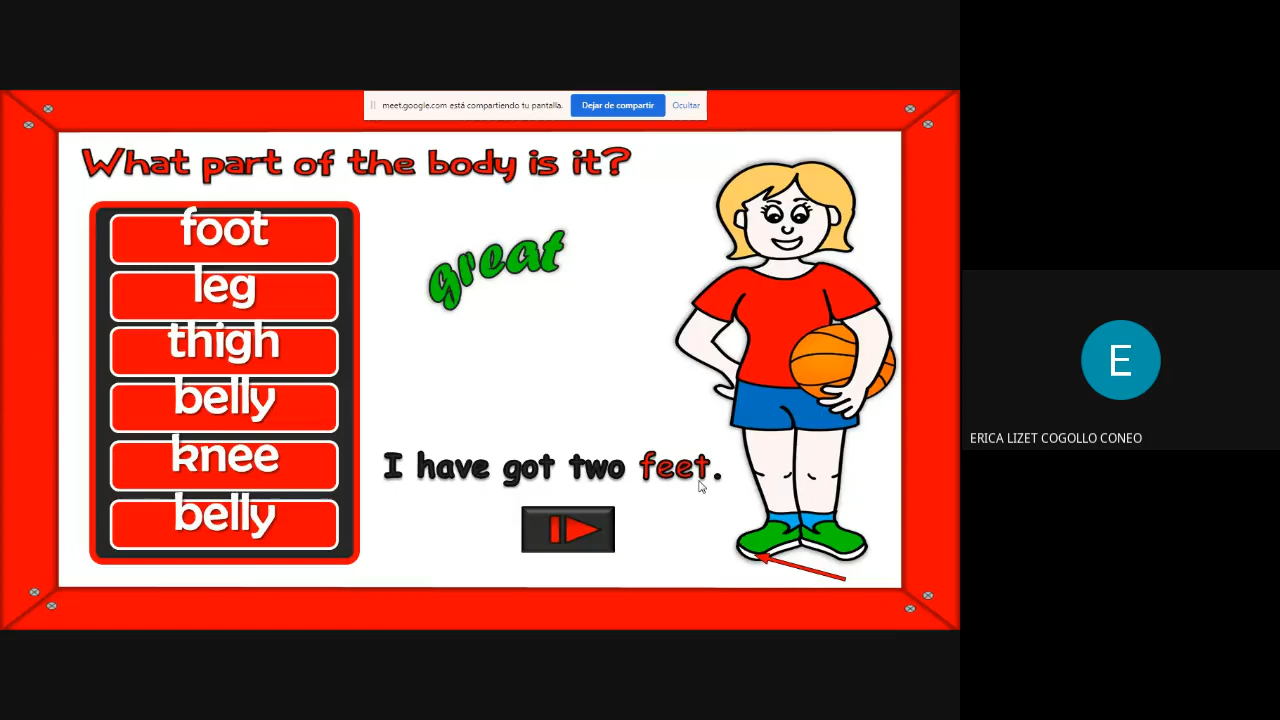 meet.google.com está compartiendo tu pantalla. Dejar de compartir Ocultar
What part of the body is it?
foot
leg
thigh
belly
knee
belly
great
I have got two feet.
E
ERICA LIZET COGOLLO CONEO